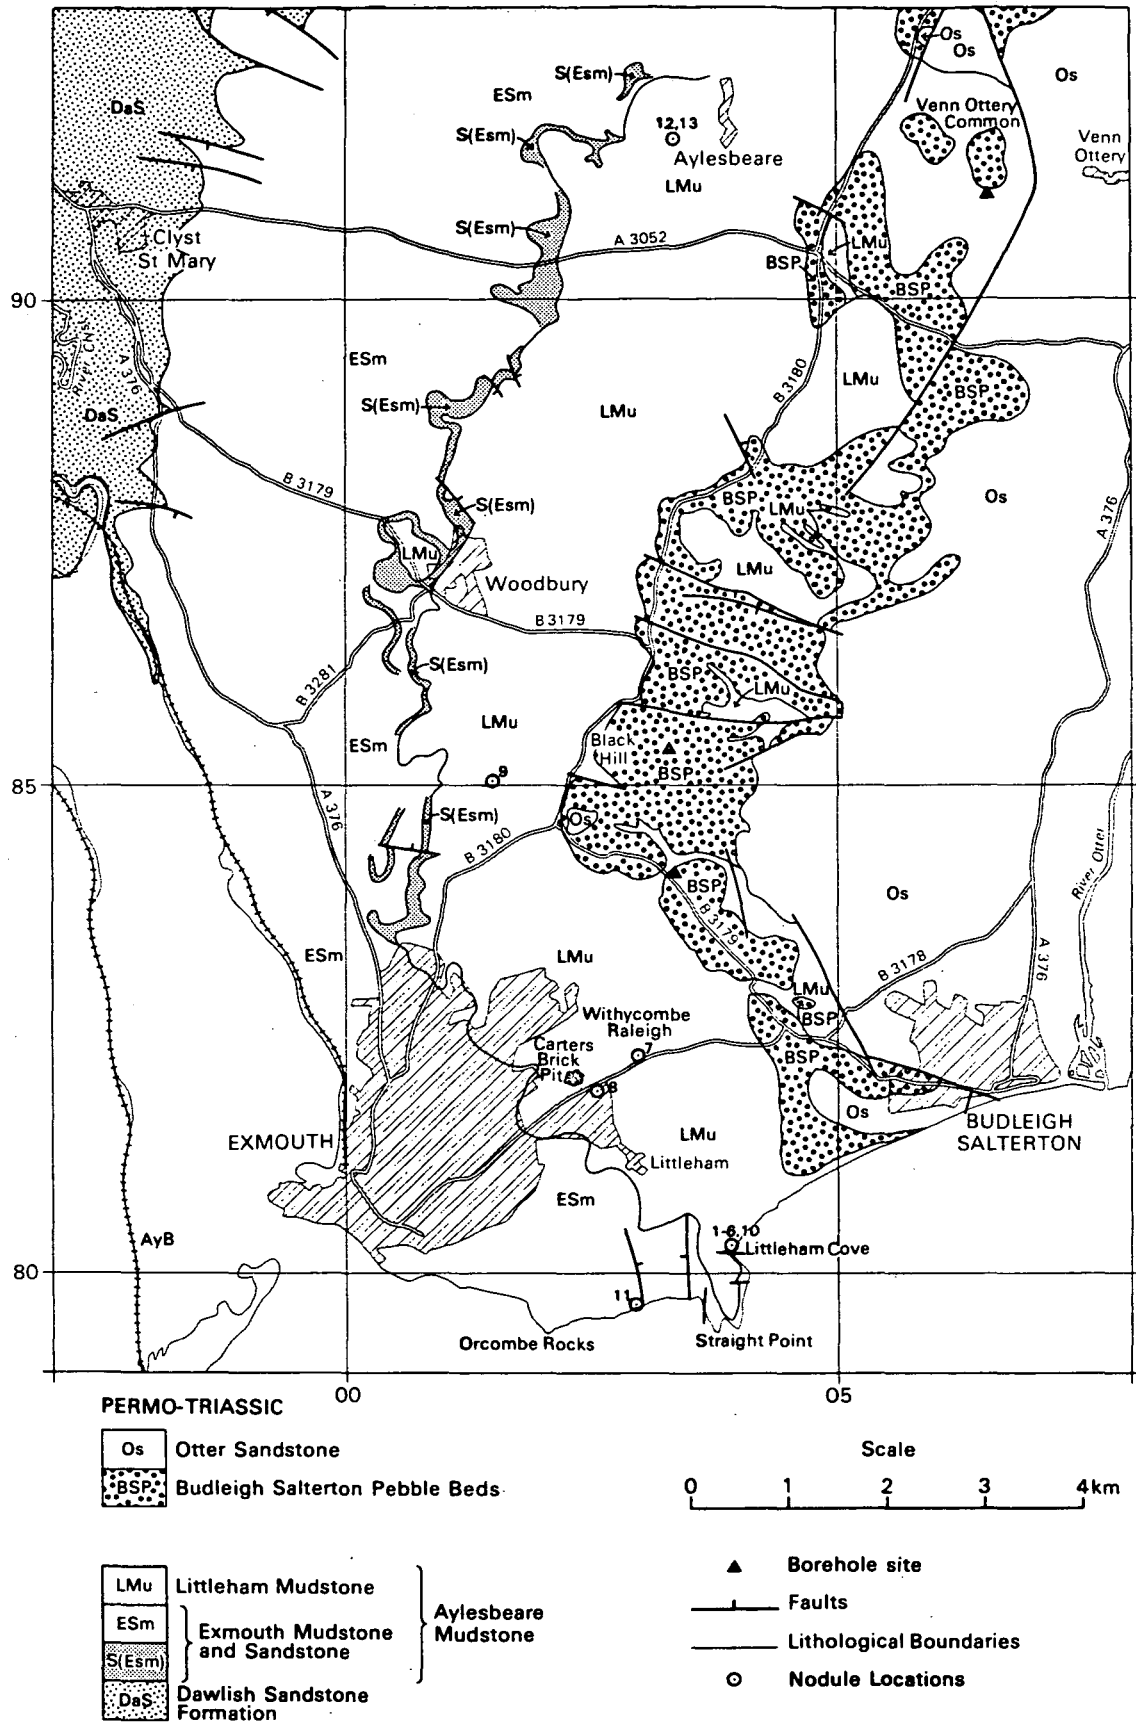 Os
Os
Os
S(Esm)
ESm
DaS
Venn Ottery
Common
12,13
S(Esm)
Aylesbeare
Venn
Ottery
LMu
S(Esm)
Clyst
St Mary
A 3052
LMu
BSP
BSP
90
ESm
A 376
B 3180
LMu
BSP
S(Esm)
LMu
DaS
B 3179
BSP
Os
S(Esm)
LMu
A 376
LMu
LMu
Woodbury
B 3179
S(Esm)
BSP
LMu
B 3281
LMu
ESm
Black
Hill
BSP
9
85
A 376
S(Esm)
Os
B 3180
BSP
Os
River Otter
B 3179
ESm
LMu
B 3178
A 376
LMu
BSP
Withycombe
Raleigh
Carters
Brick
Pit
7
BSP
8
Os
BUDLEIGH
SALTERTON
EXMOUTH
LMu
Littleham
ESm
1-6,10
AyB
Littleham Cove
80
11
Orcombe Rocks
Straight Point
00
05
PERMO-TRIASSIC
Os Otter Sandstone
BSP Budleigh Salterton Pebble Beds
Scale
0 1 2 3 4 km
LMu Littleham Mudstone
ESm
Exmouth Mudstone
and Sandstone
S(Esm)
Aylesbeare
Mudstone
DaS Dawlish Sandstone
Formation
Borehole site
Faults
Lithological Boundaries
Nodule Locations